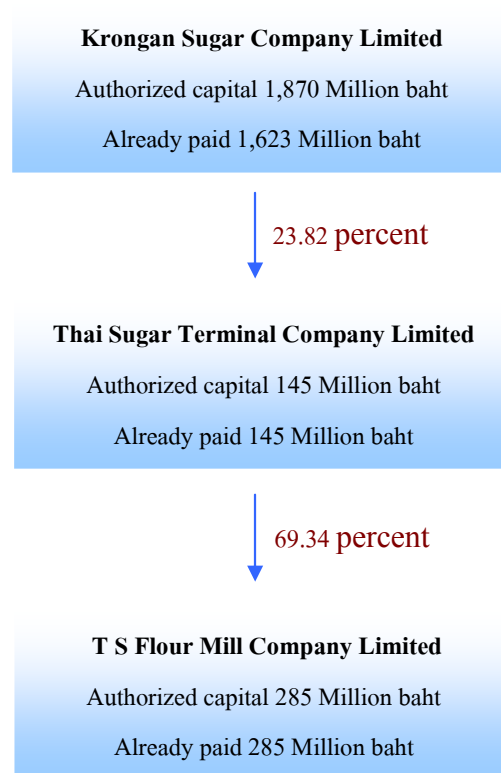 Krongan Sugar Company Limited
Authorized capital 1,870 Million baht
Already paid 1,623 Million baht
23.82 percent
Thai Sugar Terminal Company Limited
Authorized capital 145 Million baht
Already paid 145 Million baht
69.34 percent
T S Flour Mill Company Limited
Authorized capital 285 Million baht
Already paid 285 Million baht